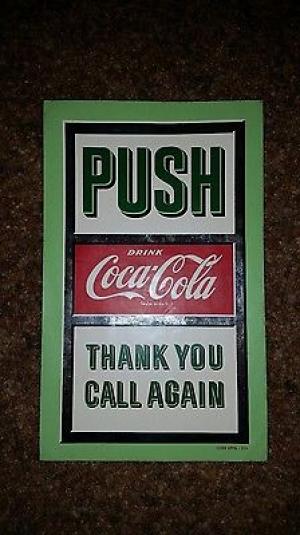 PUSH
DRINK
Coca-Cola
THANK YOU
CALL AGAIN